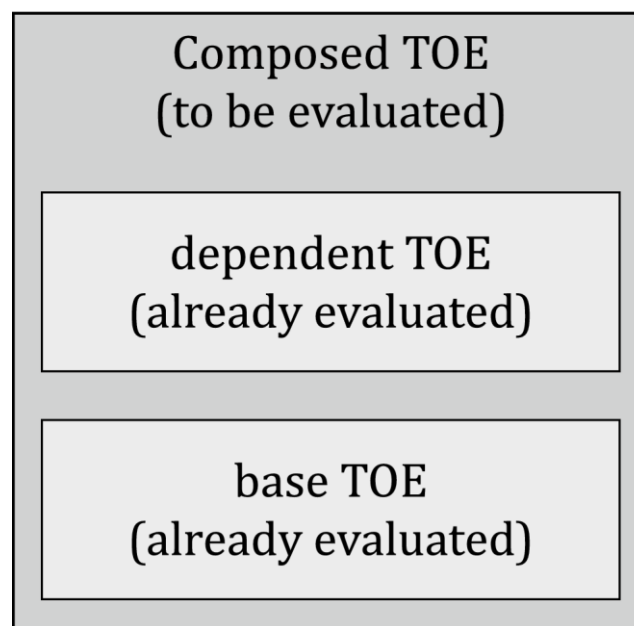 Composed TOE
(to be evaluated)
dependent TOE
(already evaluated)
base TOE
(already evaluated)